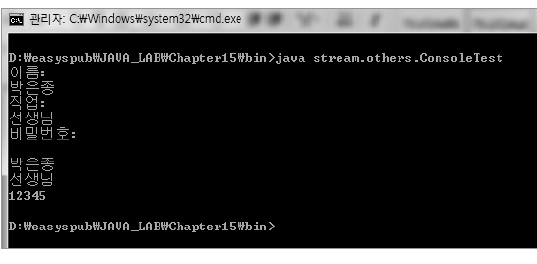 관리자: C:₩Windows₩system32₩cmd.exe
D:₩easyspub₩JAVA_LAB₩Chapter15₩bin>java stream.others.ConsoleTest
이름:
박은종
직업:
선생님
비밀번호:
박은종
선생님
12345
D:₩easyspub₩JAVA_LAB₩Chapter15₩bin>